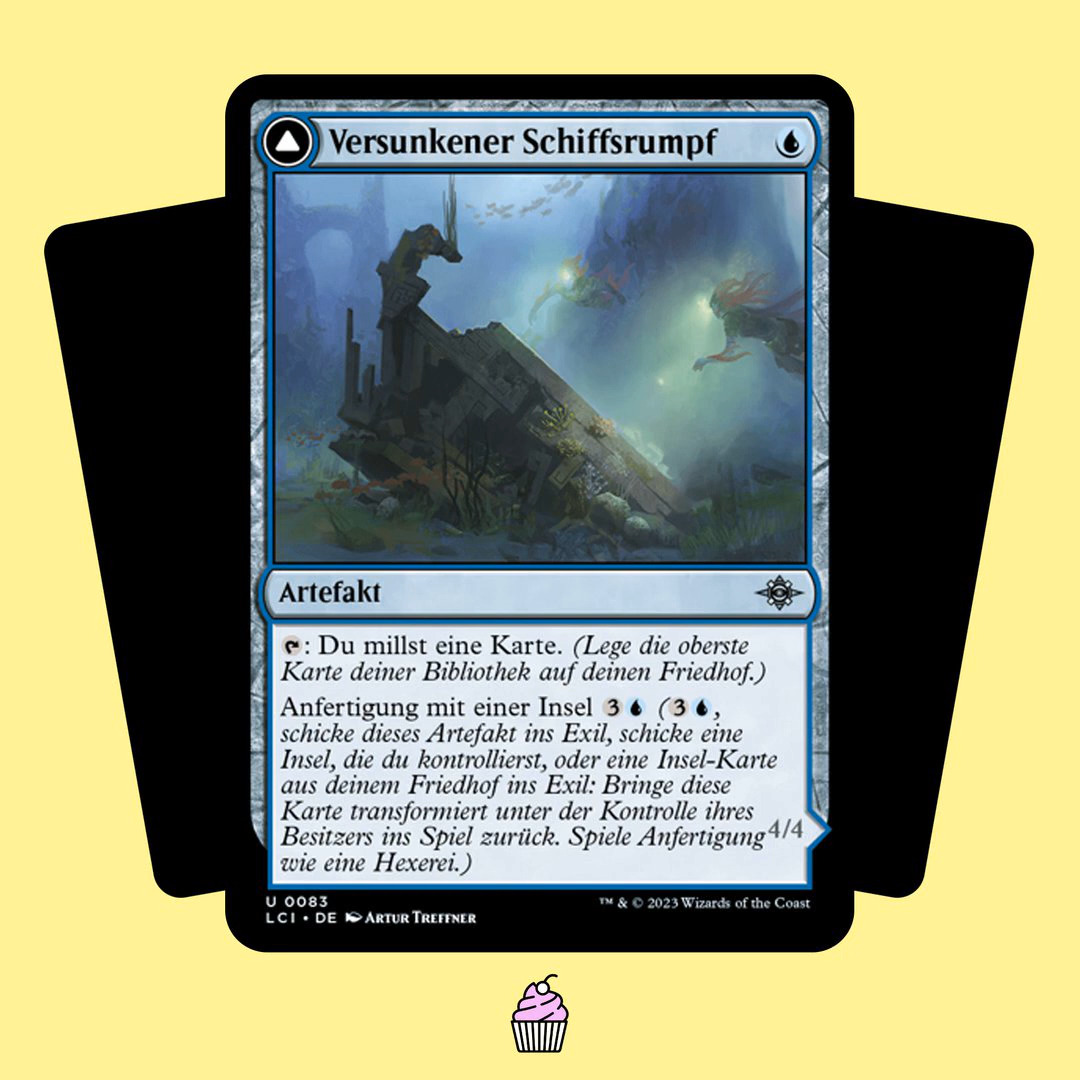 Versunkener Schiffsrumpf
Artefakt
: Du millst eine Karte. (Lege die oberste
Karte deiner Bibliothek auf deinen Friedhof.)
Anfertigung mit einer Insel 3 (3 ,
schicke dieses Artefakt ins Exil, schicke eine
Insel, die du kontrollierst, oder eine Insel-Karte
aus deinem Friedhof ins Exil: Bringe diese
Karte transformiert unter der Kontrolle ihres
Besitzers ins Spiel zurück. Spiele Anfertigung
wie eine Hexerei.)
4/4
U 0083
LCI • DE ARTUR TREFFNER
™ & © 2023 Wizards of the Coast